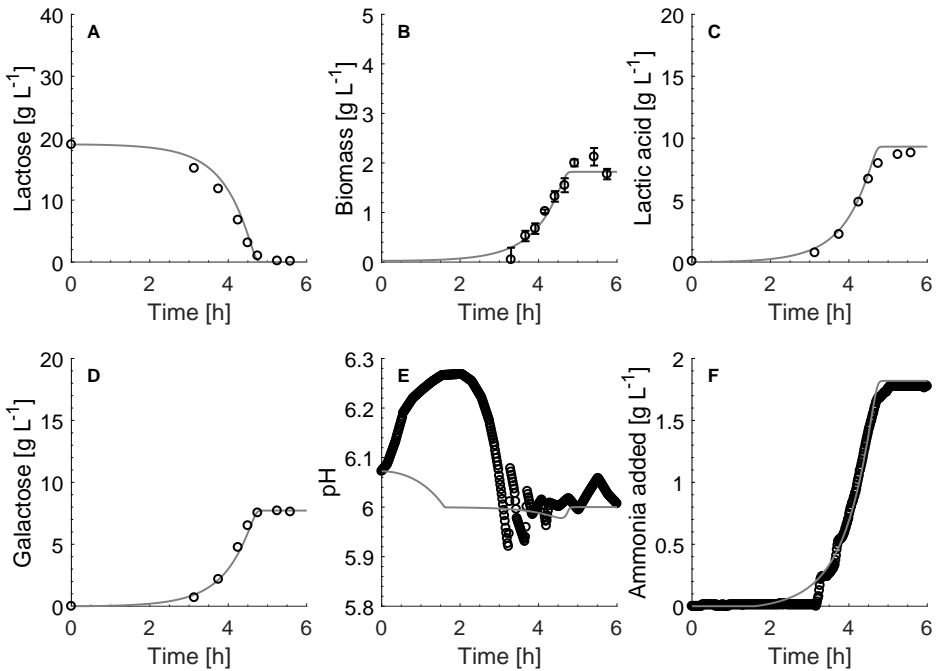 A
Lactose [g L⁻¹]
40
30
20
10
0
0 2 4 6
Time [h]
B
Biomass [g L⁻¹]
5
4
3
2
1
0
0 2 4 6
Time [h]
C
Lactic acid [g L⁻¹]
20
15
10
5
0
0 2 4 6
Time [h]
D
Galactose [g L⁻¹]
20
15
10
5
0
0 2 4 6
Time [h]
E
pH
6.3
6.2
6.1
6
5.9
5.8
0 2 4 6
Time [h]
F
Ammonia added [g L⁻¹]
2
1.5
1
0.5
0
0 2 4 6
Time [h]